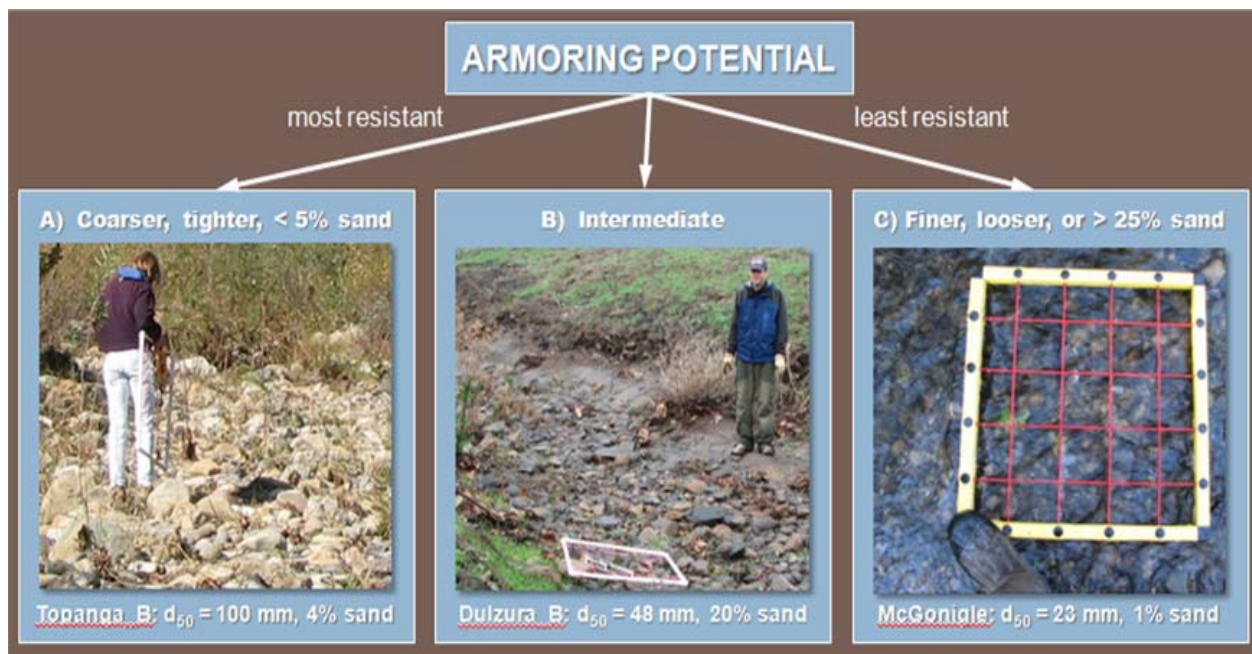 ARMORING POTENTIAL
most resistant
least resistant
A) Coarser, tighter, < 5% sand
B) Intermediate
C) Finer, looser, or > 25% sand
Topanga B: d₅₀ = 100 mm, 4% sand
Dulzura B: d₅₀ = 48 mm, 20% sand
McGonigle: d₅₀ = 23 mm, 1% sand